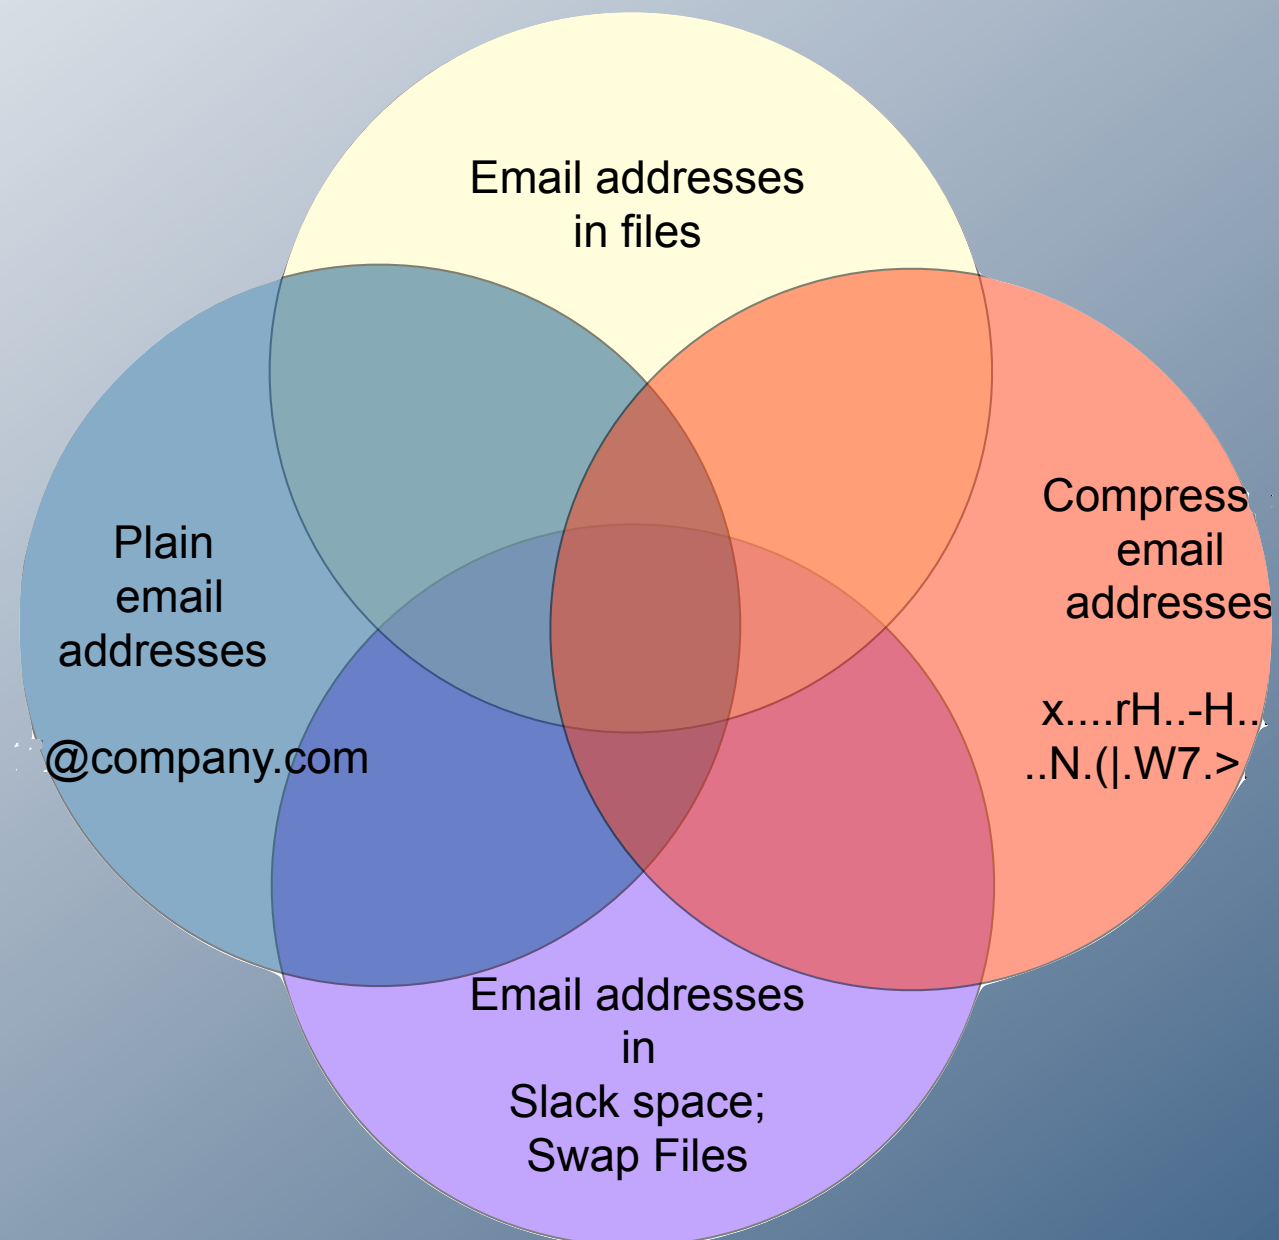 Email addresses
in files
Plain
email
addresses
@company.com
Compress
email
addresses
x....rH..-H..
..N.(|.W7.>.
Email addresses
in
Slack space;
Swap Files